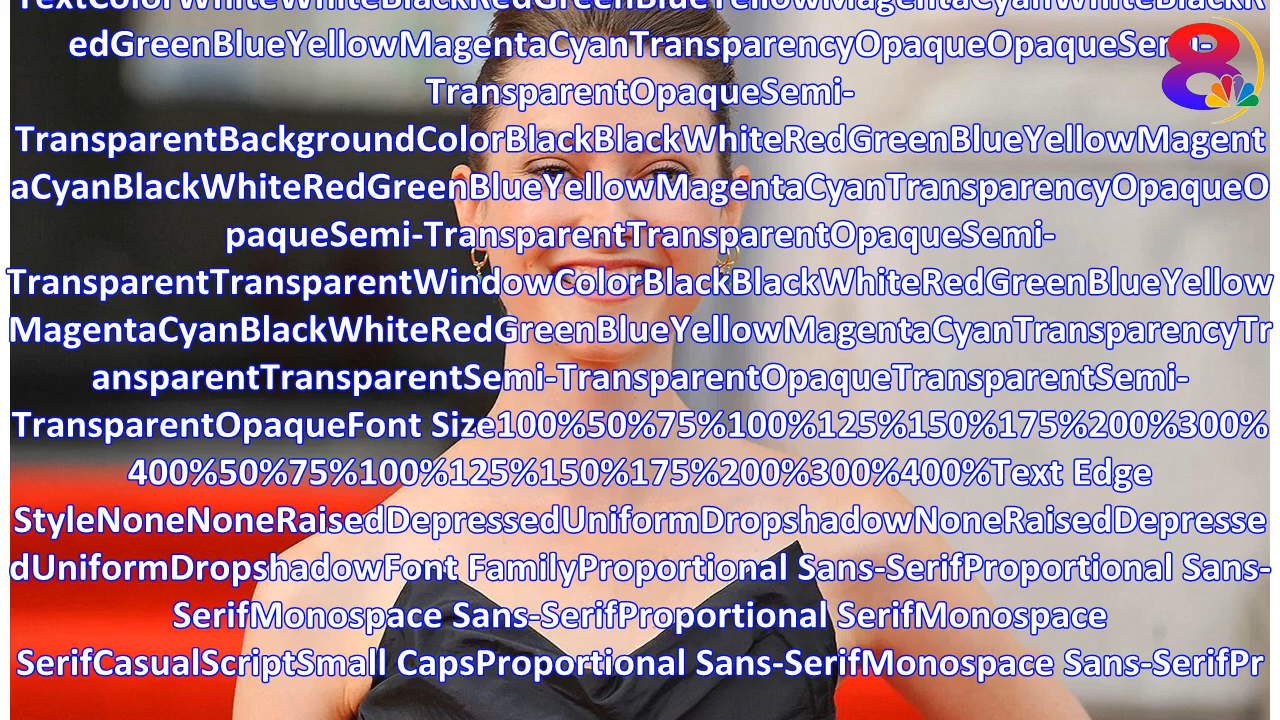 TextColorWhiteWhiteBlackRedGreenBlueYellowMagentaCyanWhiteBlackR
edGreenBlueYellowMagentaCyanTransparencyOpaqueOpaqueSemi-
TransparentOpaqueSemi-
TransparentBackgroundColorBlackBlackWhiteRedGreenBlueYellowMagent
aCyanBlackWhiteRedGreenBlueYellowMagentaCyanTransparencyOpaqueO
paqueSemi-TransparentTransparentOpaqueSemi-
TransparentTransparentWindowColorBlackBlackWhiteRedGreenBlueYellow
MagentaCyanBlackWhiteRedGreenBlueYellowMagentaCyanTransparencyTr
ansparentTransparentSemi-TransparentOpaqueTransparentSemi-
TransparentOpaqueFont Size100%50%75%100%125%150%175%200%300%
400%50%75%100%125%150%175%200%300%400%Text Edge
StyleNoneNoneRaisedDepressedUniformDropshadowNoneRaisedDepresse
dUniformDropshadowFont FamilyProportional Sans-SerifProportional Sans-
SerifMonospace Sans-SerifProportional SerifMonospace
SerifCasualScriptSmall CapsProportional Sans-SerifMonospace Sans-SerifPr
8